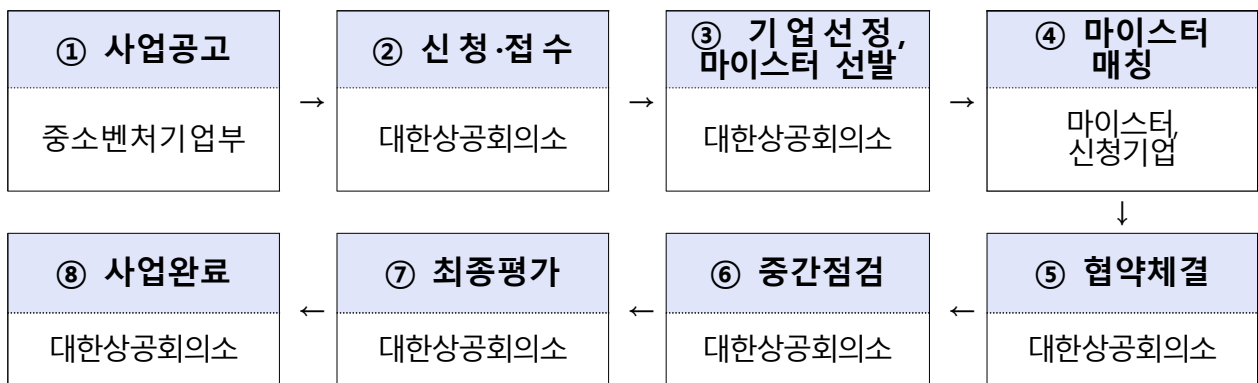 ① 사업공고
중소벤처기업부
→
② 신 청·접 수
대한상공회의소
→
③ 기 업 선 정,
마이스터 선발
대한상공회의소
→
④ 마이스터
매칭
마이스터,
신청기업
↓
⑧ 사업완료
대한상공회의소
←
⑦ 최종평가
대한상공회의소
←
⑥ 중간점검
대한상공회의소
←
⑤ 협약체결
대한상공회의소